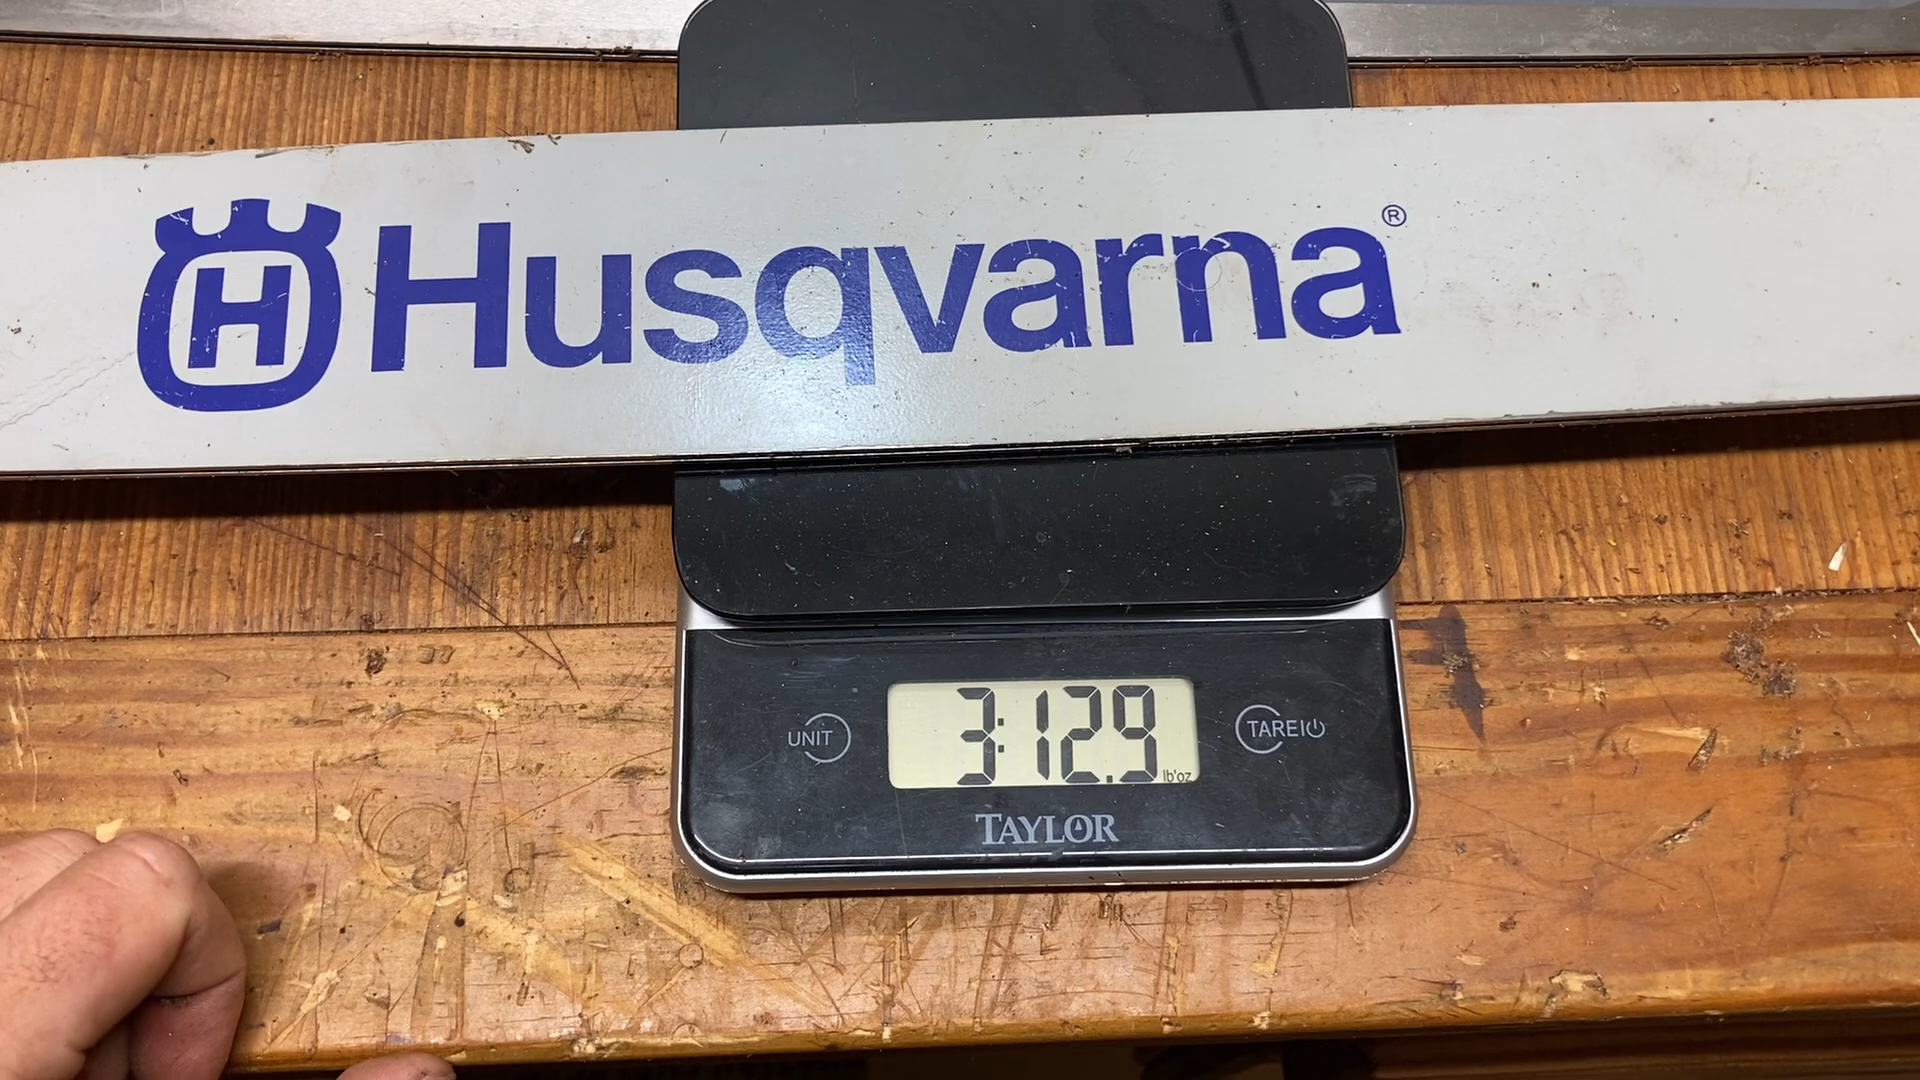 H Husqvarna®
UNIT
3:12.9 lb'oz
TARE|⏻
TAYLOR